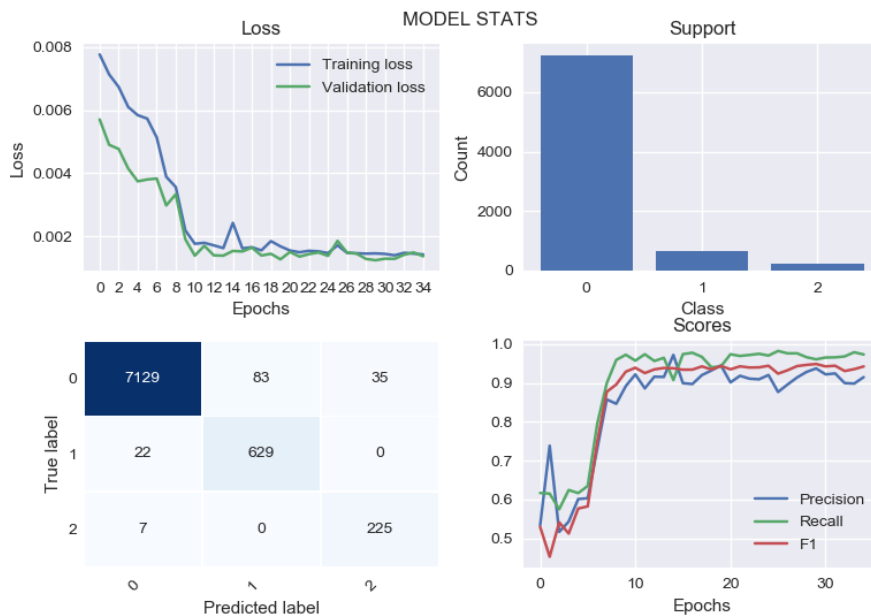 MODEL STATS
Loss
0.008
0.006
0.004
0.002
Loss
Training loss
Validation loss
0 2 4 6 8 10 12 14 16 18 20 22 24 26 28 30 32 34
Epochs
Support
6000
4000
2000
0
Count
0 1 2
Class
0 7129 83 35
1 22 629 0
2 7 0 225
True label
0 1 2
Predicted label
Scores
1.0
0.9
0.8
0.7
0.6
0.5
Precision
Recall
F1
0 10 20 30
Epochs